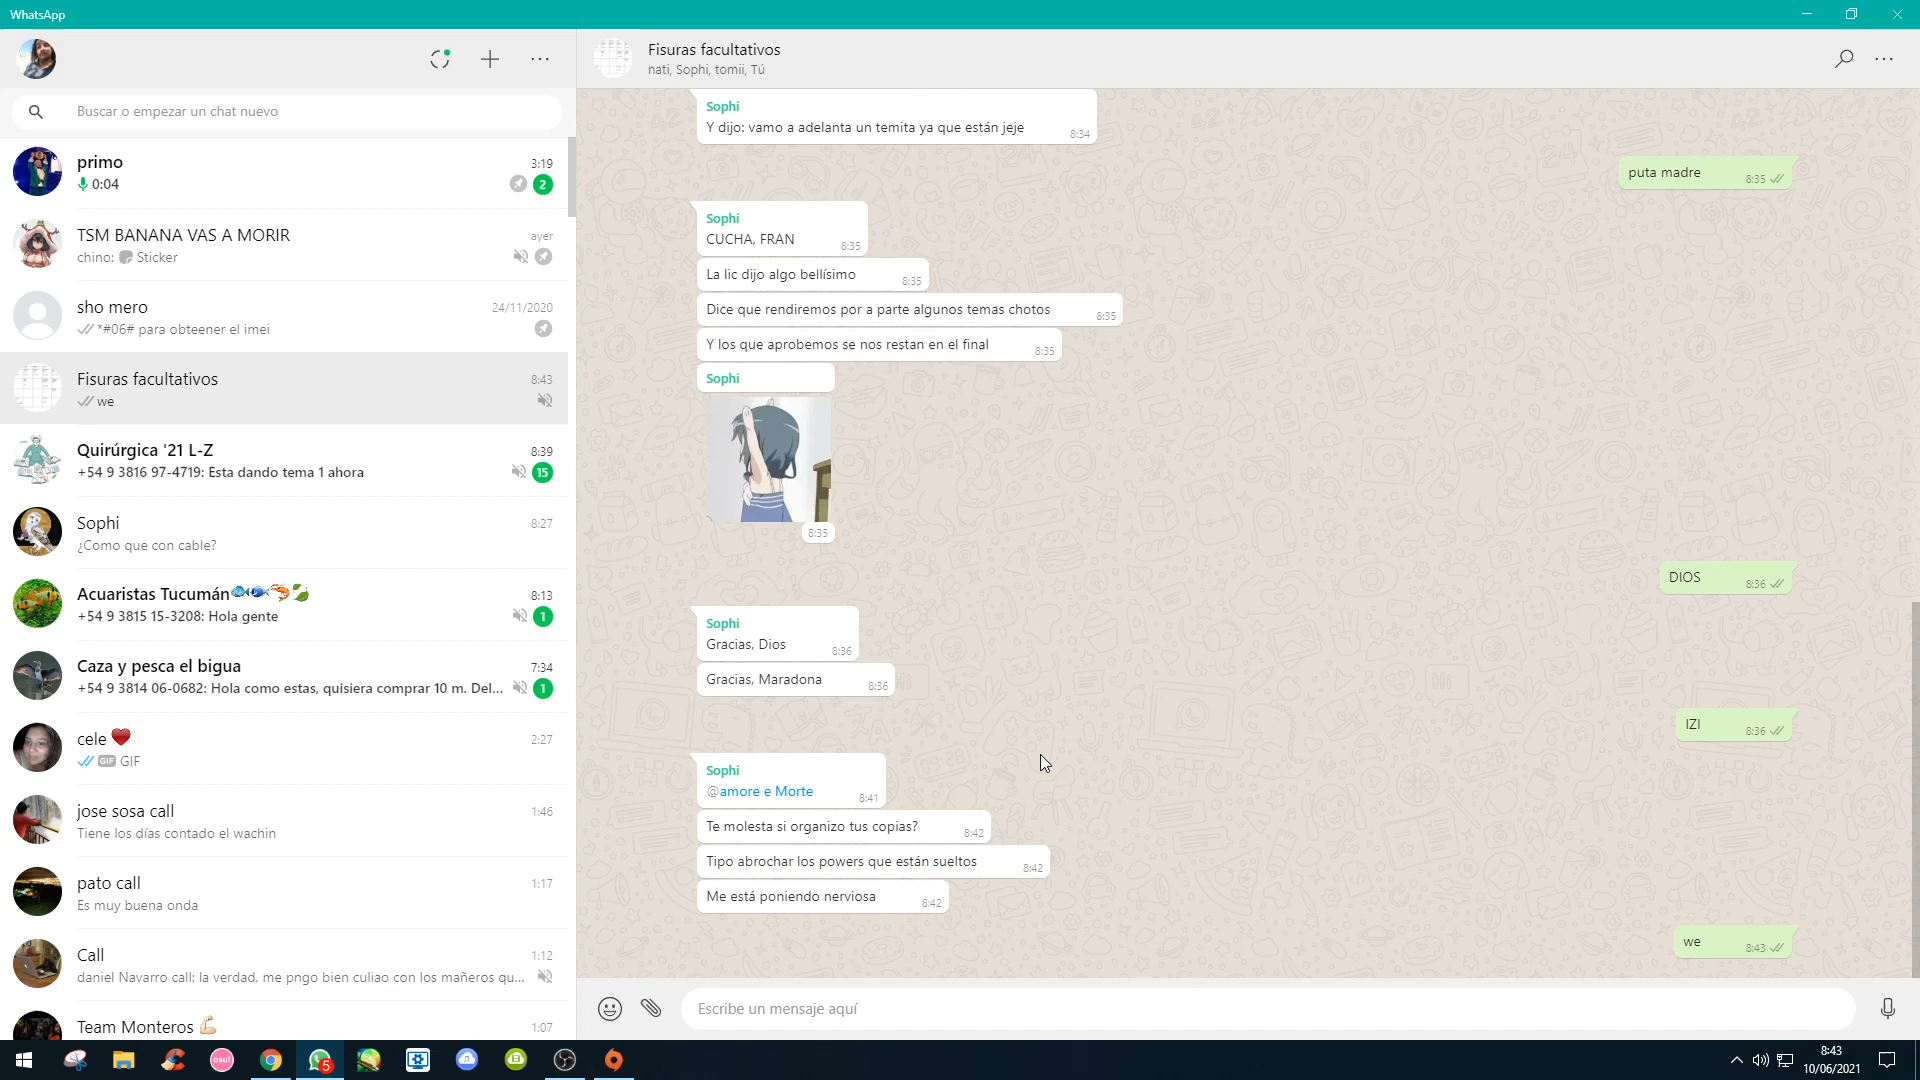 WhatsApp
Buscar o empezar un chat nuevo
primo
3:19
0:04
2
TSM BANANA VAS A MORIR
ayer
chino: Sticker
sho mero
24/11/2020
*#06# para obteener el imei
Fisuras facultativos
8:43
we
Quirúrgica '21 L-Z
8:39
+54 9 3816 97-4719: Esta dando tema 1 ahora
15
Sophi
8:27
¿Como que con cable?
Acuaristas Tucumán🐟🐠🦐🍃
8:13
+54 9 3815 15-3208: Hola gente
1
Caza y pesca el bigua
7:34
+54 9 3814 06-0682: Hola como estas, quisiera comprar 10 m. Del...
1
cele ❤️
2:27
GIF GIF
jose sosa call
1:46
Tiene los días contado el wachin
pato call
1:17
Es muy buena onda
Call
1:12
daniel Navarro call: la verdad, me pngo bien culiao con los mañeros qu...
Team Monteros 💪🏻
1:07
Fisuras facultativos
nati, Sophi, tomii, Tú
Sophi
Y dijo: vamo a adelanta un temita ya que están jeje
8:34
puta madre
8:35
Sophi
CUCHA, FRAN
8:35
La lic dijo algo bellísimo
8:35
Dice que rendiremos por a parte algunos temas chotos
8:35
Y los que aprobemos se nos restan en el final
8:35
Sophi
8:35
DIOS
8:36
Sophi
Gracias, Dios
8:36
Gracias, Maradona
8:36
IZI
8:36
Sophi
@amore e Morte
8:41
Te molesta si organizo tus copias?
8:42
Tipo abrochar los powers que están sueltos
8:42
Me está poniendo nerviosa
8:42
we
8:43
Escribe un mensaje aquí
osu!
5
8:43
10/06/2021